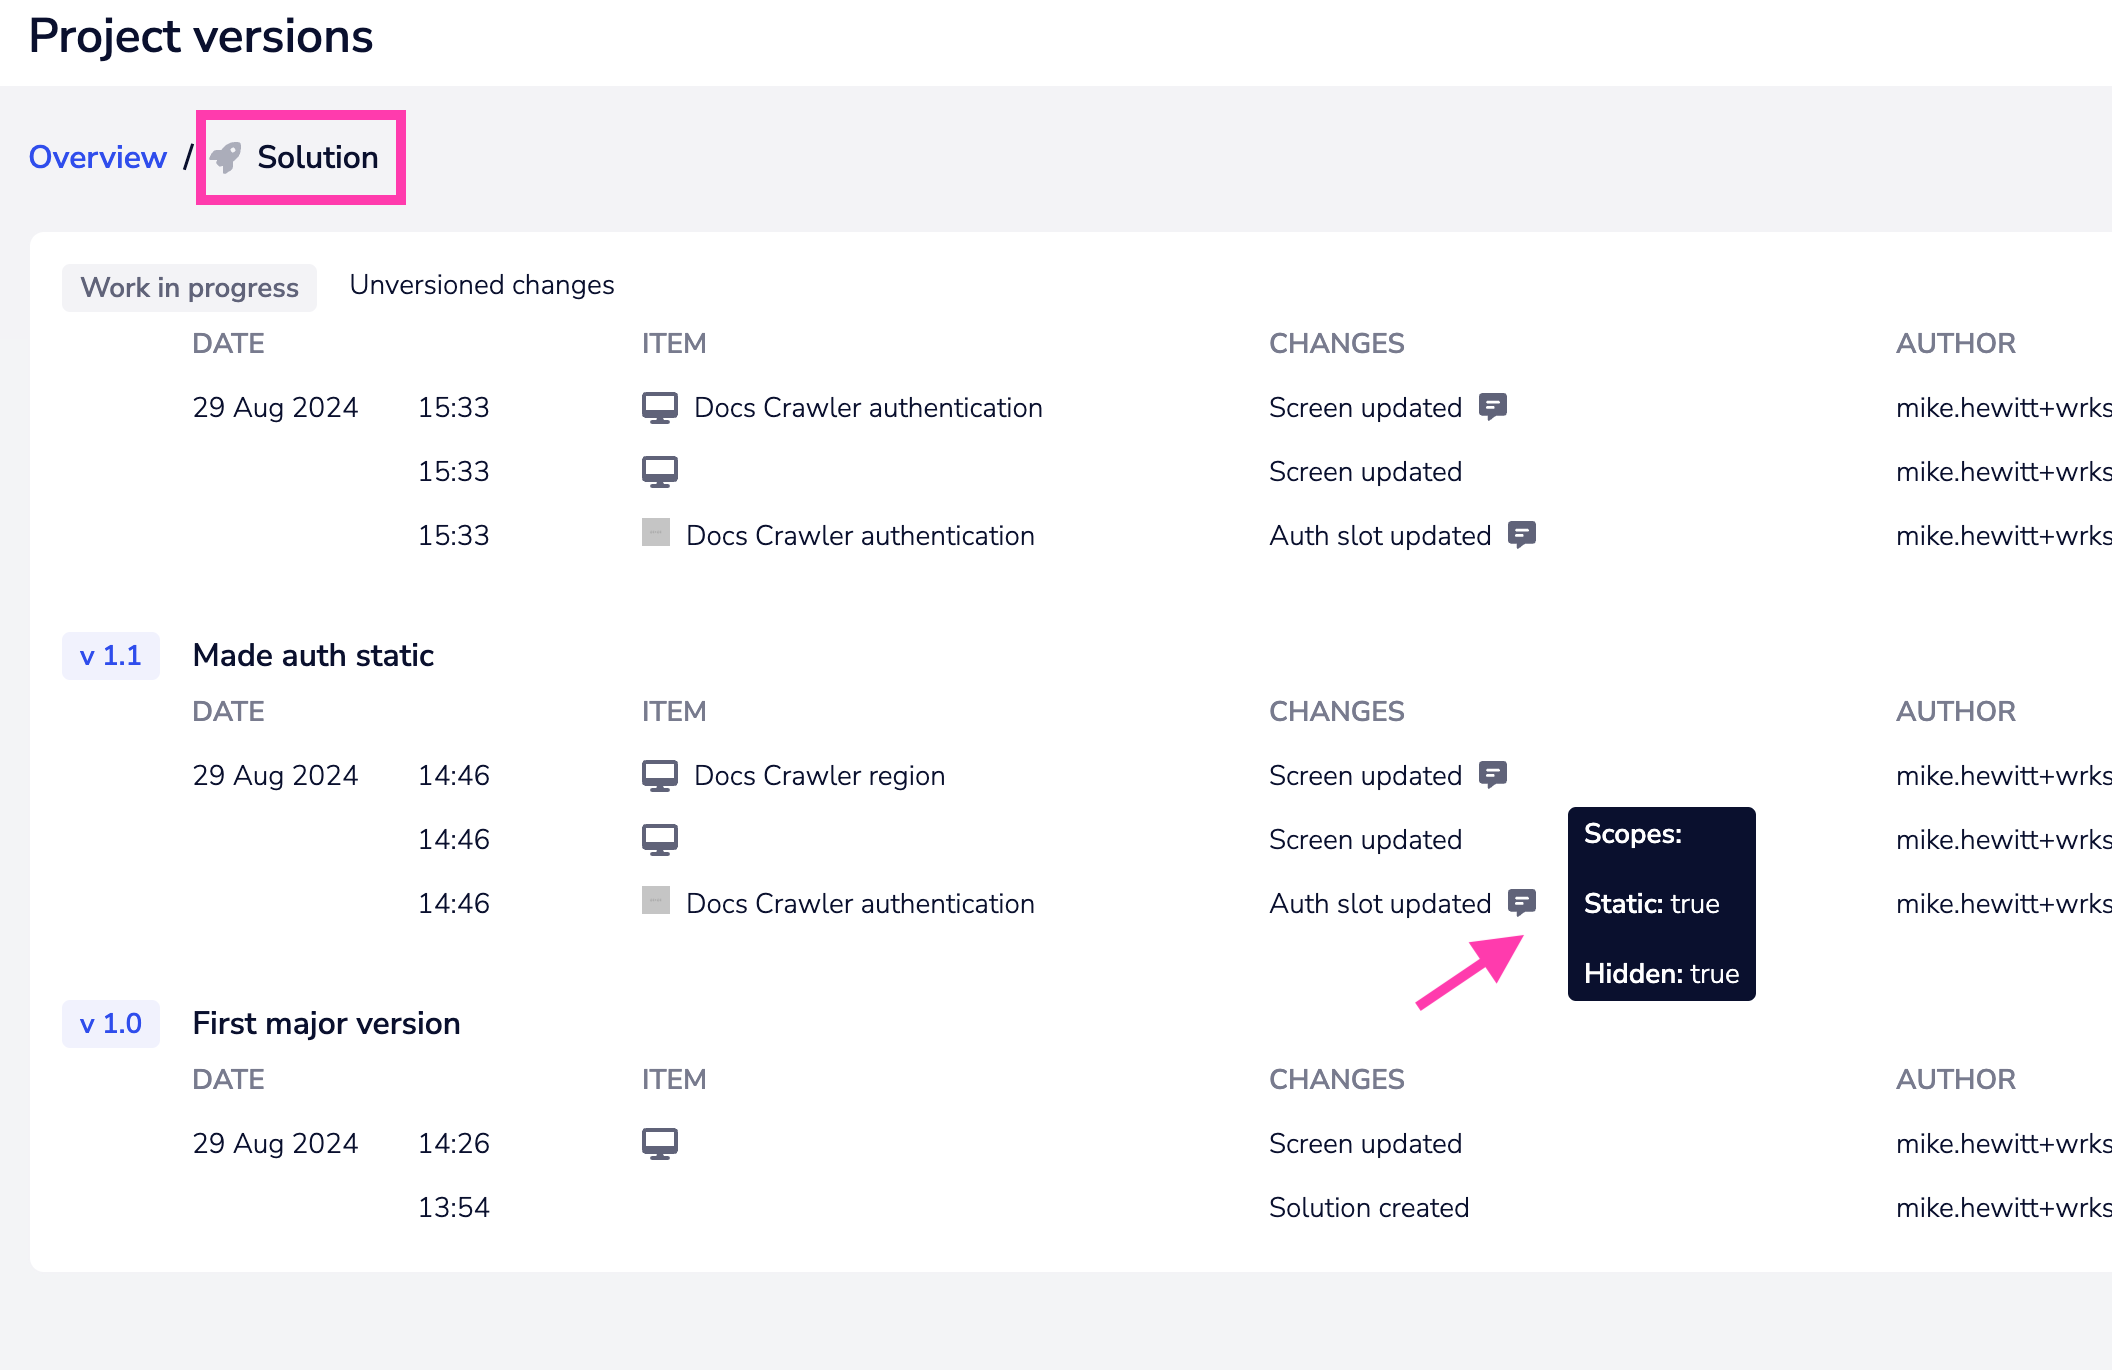 Project versions
Overview / Solution
Work in progress Unversioned changes
DATE ITEM CHANGES AUTHOR
29 Aug 2024 15:33 Docs Crawler authentication Screen updated mike.hewitt+wrks
15:33 Screen updated mike.hewitt+wrks
15:33 Docs Crawler authentication Auth slot updated mike.hewitt+wrks
v 1.1 Made auth static
DATE ITEM CHANGES AUTHOR
29 Aug 2024 14:46 Docs Crawler region Screen updated mike.hewitt+wrks
14:46 Screen updated mike.hewitt+wrks
14:46 Docs Crawler authentication Auth slot updated mike.hewitt+wrks
Scopes:
Static: true
Hidden: true
v 1.0 First major version
DATE ITEM CHANGES AUTHOR
29 Aug 2024 14:26 Screen updated mike.hewitt+wrks
13:54 Solution created mike.hewitt+wrks